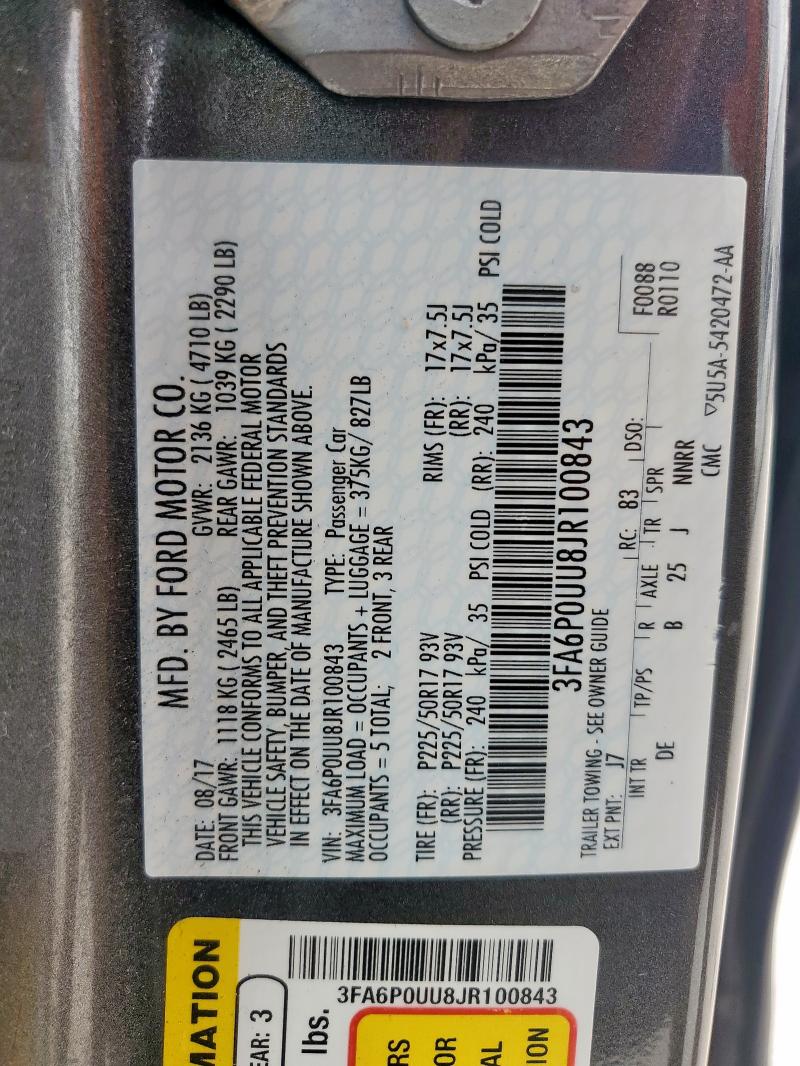 MFD. BY FORD MOTOR CO.
DATE: 08/17 GVWR: 2136 KG ( 4710 LB)
FRONT GAWR: 1118 KG ( 2465 LB) REAR GAWR: 1039 KG ( 2290 LB)
THIS VEHICLE CONFORMS TO ALL APPLICABLE FEDERAL MOTOR
VEHICLE SAFETY, BUMPER, AND THEFT PREVENTION STANDARDS
IN EFFECT ON THE DATE OF MANUFACTURE SHOWN ABOVE.
VIN: 3FA6P0UU8JR100843 TYPE: Passenger Car
MAXIMUM LOAD = OCCUPANTS + LUGGAGE = 375KG/ 827LB
OCCUPANTS = 5 TOTAL; 2 FRONT, 3 REAR
TIRE (FR): P225/50R17 93V RIMS (FR): 17x7.5J
(RR): P225/50R17 93V (RR): 17x7.5J
PRESSURE (FR): 240 kPa/ 35 PSI COLD (RR): 240 kPa/ 35 PSI COLD
3FA6P0UU8JR100843
TRAILER TOWING - SEE OWNER GUIDE
EXT PNT: J7 RC: 83 DSO: F0088
R0110
INT TR TP/PS R AXLE TR SPR
DE B 25 J NNRR
CMC ▽5U5A-5420472-AA
MATION
EAR: 3
lbs.
3FA6P0UU8JR100843
RS
OR
AL
ION